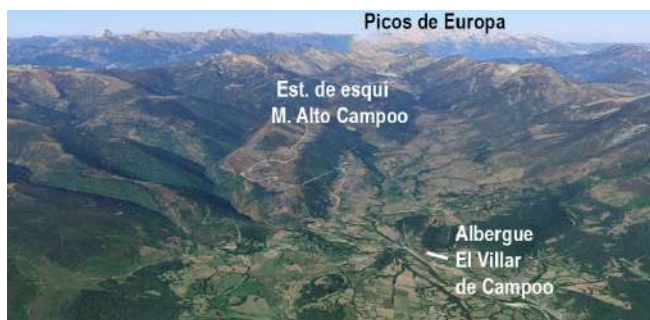 Picos de Europa
Est. de esqui
M. Alto Campoo
Albergue
El Villar
de Campoo